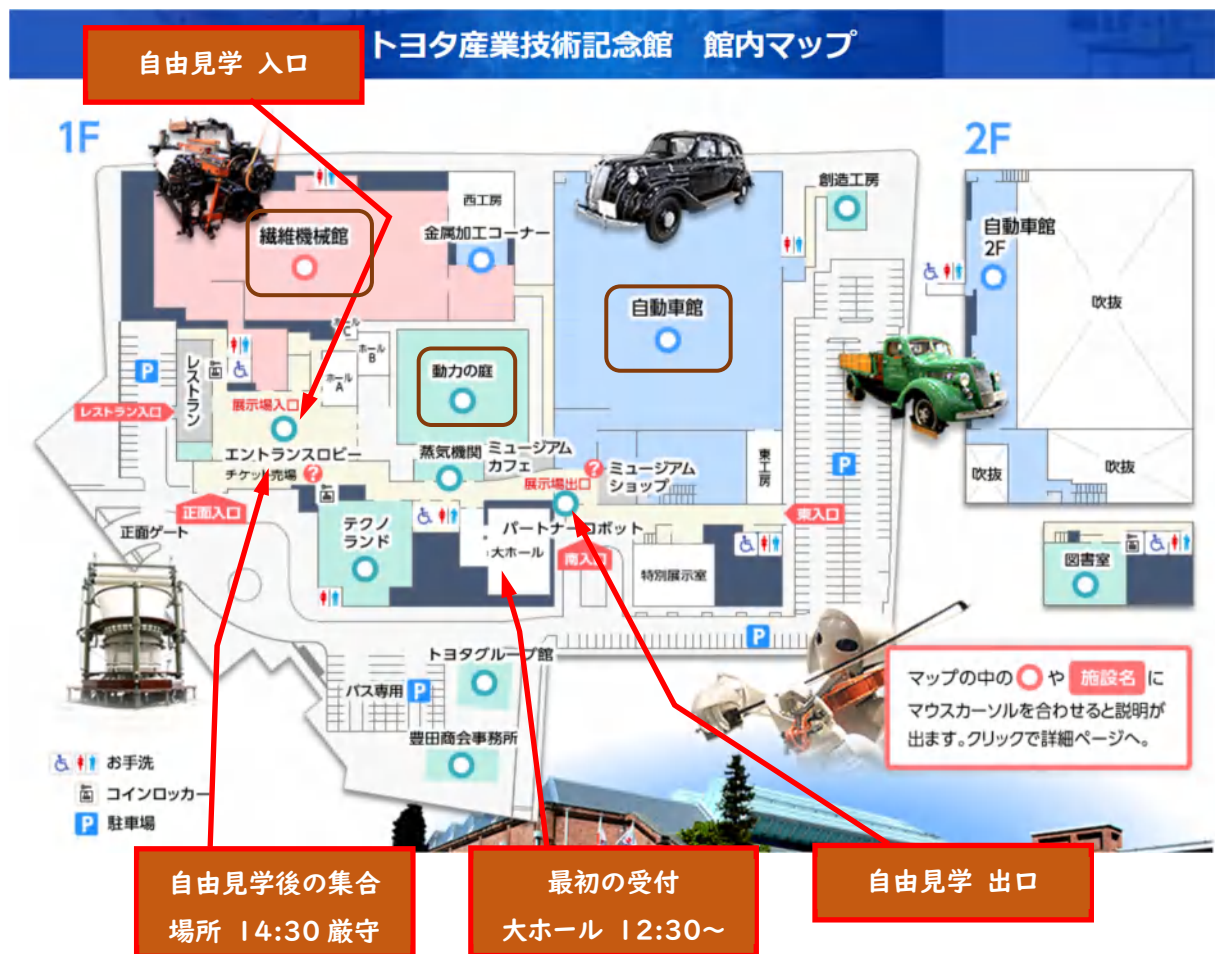 トヨタ産業技術記念館 館内マップ
自由見学 入口
1F
2F
西工房
創造工房
繊維機械館
金属加工コーナー
自動車館
2F
自動車館
吹抜
ホール
C
ホール
B
ホール
A
動力の庭
レストラン
P
レストラン入口
展示場入口
エントランスロビー
チケット売場 ?
蒸気機関
ミュージアム
カフェ
? ミュージアム
ショップ
展示場出口
東工房
P
吹抜
吹抜
正面入口
正面ゲート
テクノ
ランド
パートナーロボット
大ホール
南入口
東入口
特別展示室
図書室
P
トヨタグループ館
バス専用 P
豊田商会事務所
マップの中の○や 施設名 に
マウスカーソルを合わせると説明が
出ます。クリックで詳細ページへ。
お手洗
コインロッカー
P 駐車場
自由見学後の集合
場所 14:30 厳守
最初の受付
大ホール 12:30～
自由見学 出口